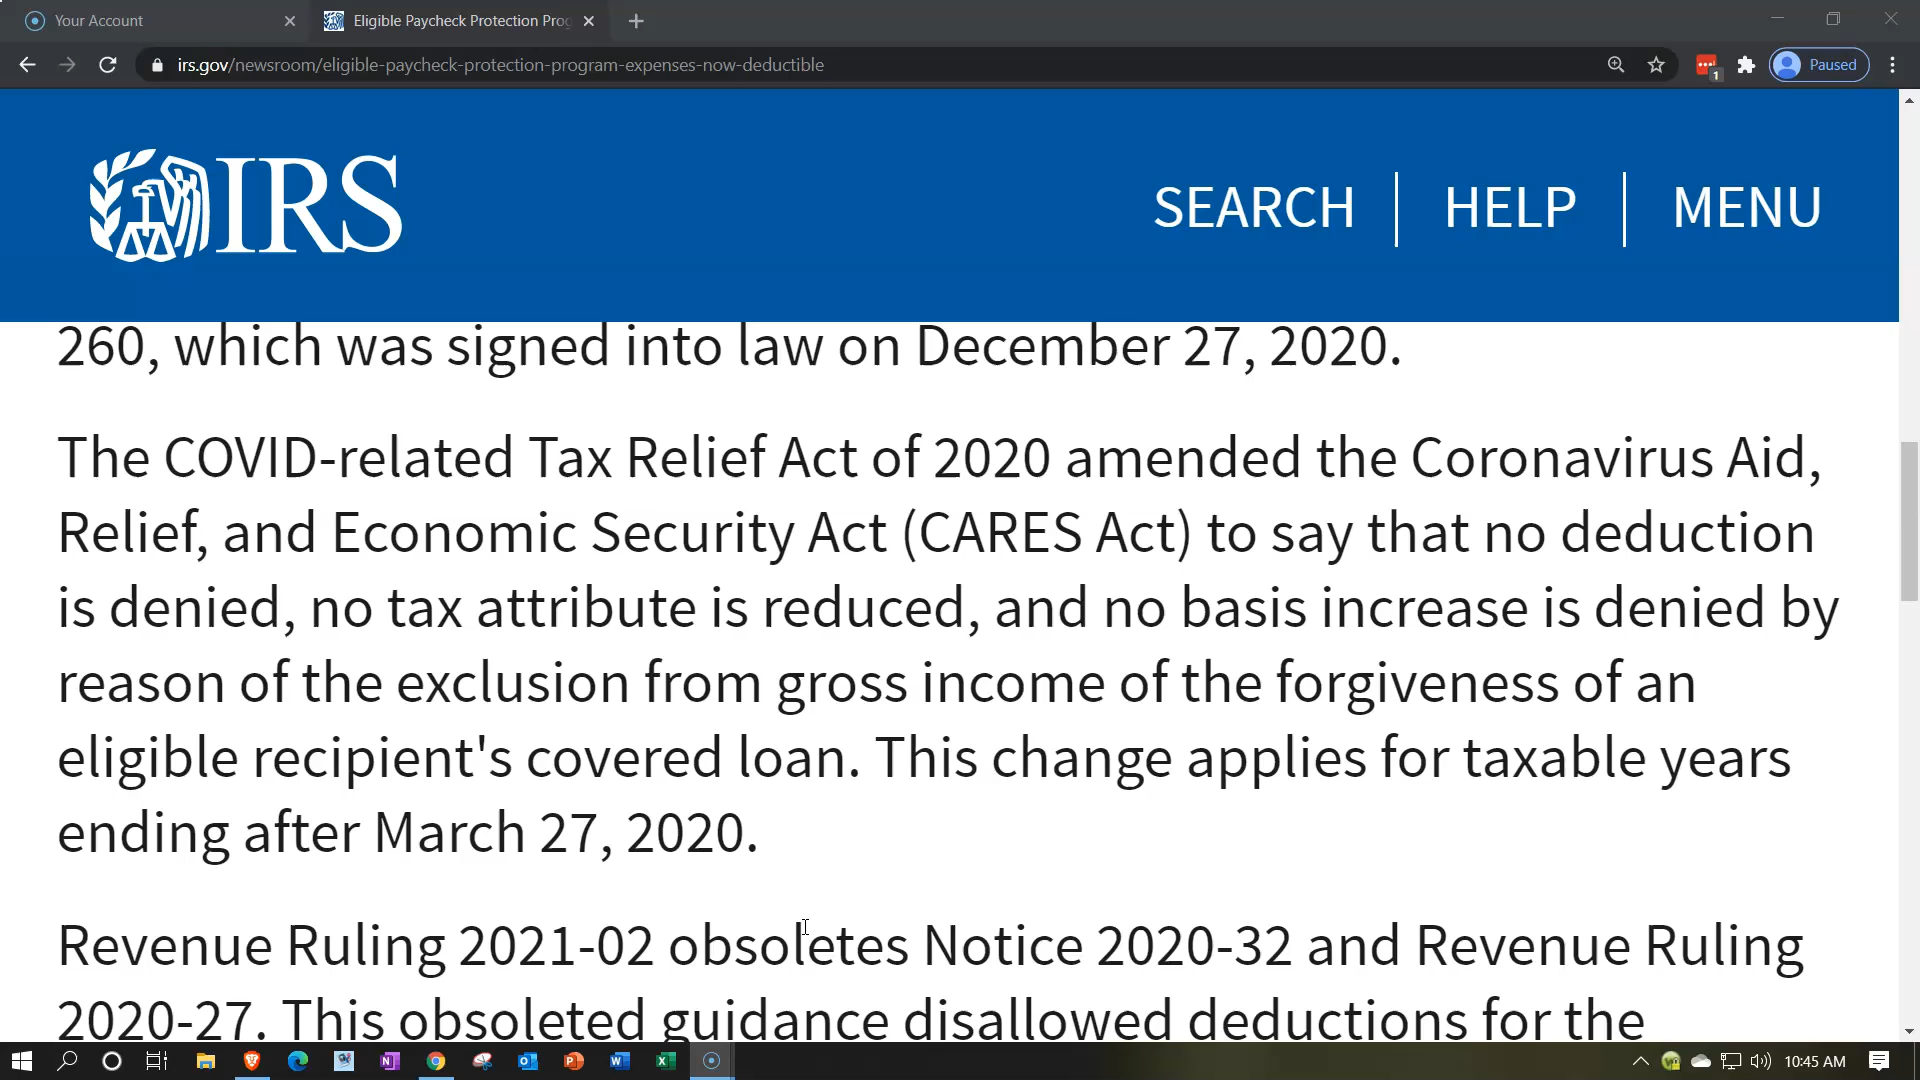 Your Account
Eligible Paycheck Protection Prog
irs.gov/newsroom/eligible-paycheck-protection-program-expenses-now-deductible
1
Paused
IRS
SEARCH
HELP
MENU
260, which was signed into law on December 27, 2020.
The COVID-related Tax Relief Act of 2020 amended the Coronavirus Aid,
Relief, and Economic Security Act (CARES Act) to say that no deduction
is denied, no tax attribute is reduced, and no basis increase is denied by
reason of the exclusion from gross income of the forgiveness of an
eligible recipient's covered loan. This change applies for taxable years
ending after March 27, 2020.
Revenue Ruling 2021-02 obsoletes Notice 2020-32 and Revenue Ruling
2020-27. This obsoleted guidance disallowed deductions for the
10:45 AM